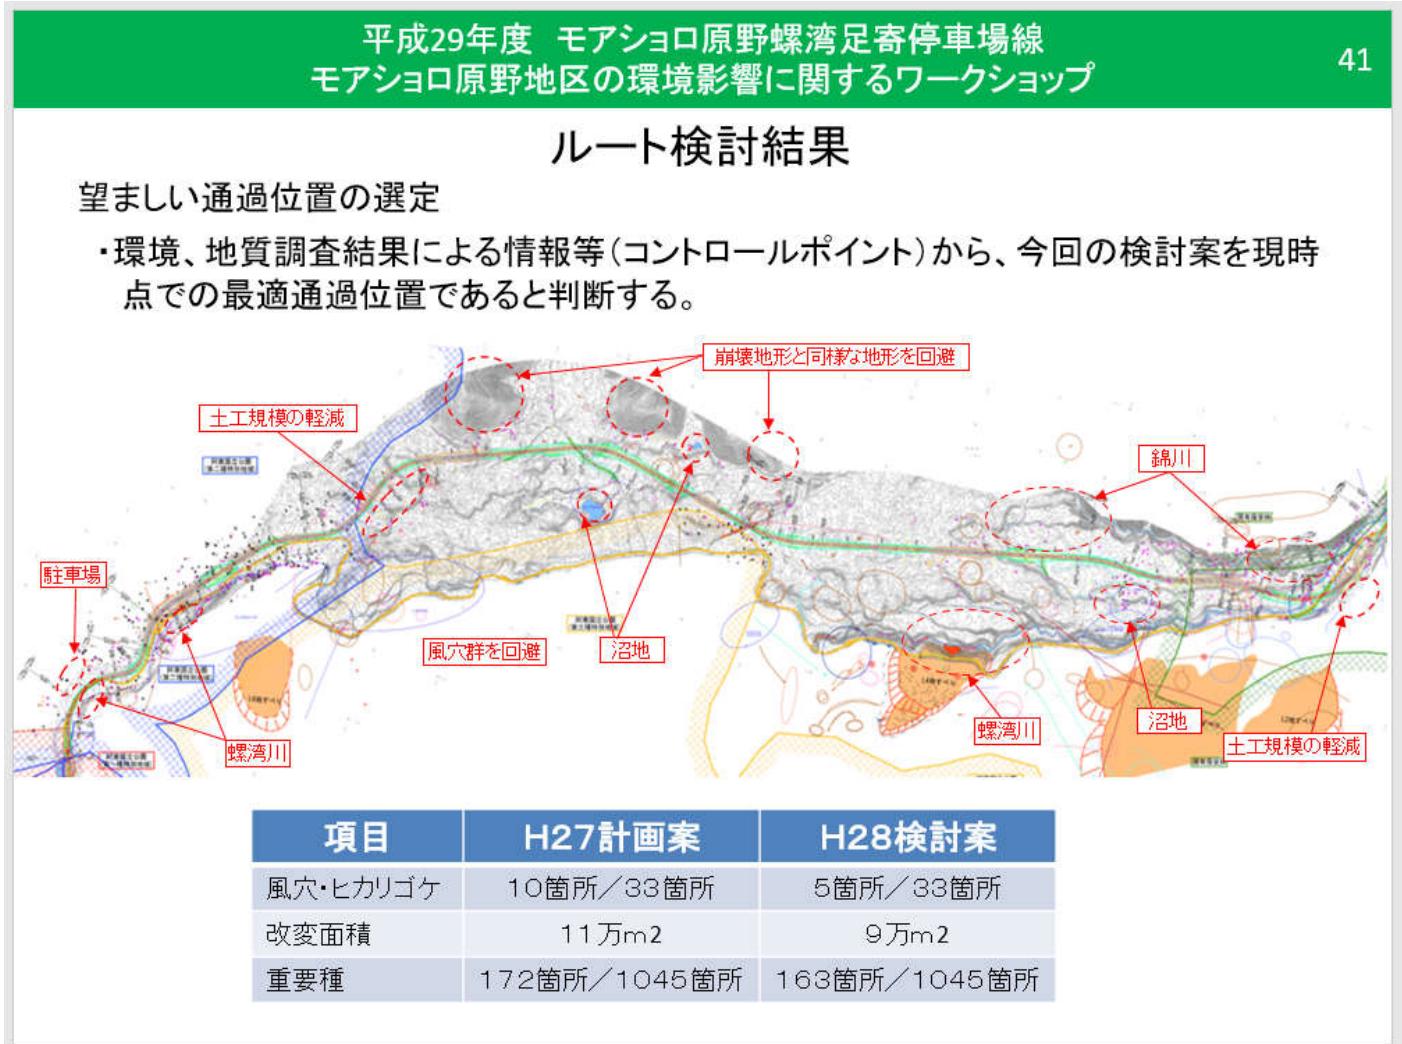 平成29年度 モアショロ原野螺湾足寄停車場線
モアショロ原野地区の環境影響に関するワークショップ
41
ルート検討結果
望ましい通過位置の選定
・環境、地質調査結果による情報等（コントロールポイント）から、今回の検討案を現時
点での最適通過位置であると判断する。
崩壊地形と同様な地形を回避
土工規模の軽減
錦川
駐車場
風穴群を回避
沼地
螺湾川
螺湾川
沼地
土工規模の軽減
項目 H27計画案 H28検討案
風穴・ヒカリゴケ 10箇所／33箇所 5箇所／33箇所
改変面積 11万m2 9万m2
重要種 172箇所／1045箇所 163箇所／1045箇所